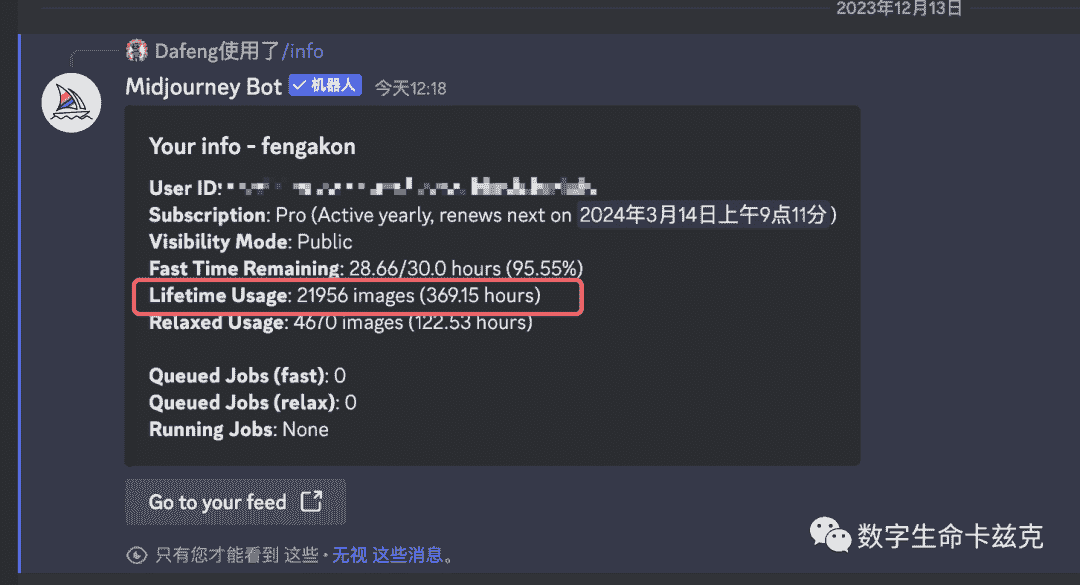 2023年12月13日
Dafeng使用了/info
Midjourney Bot ✓ 机器人 今天12:18
Your info - fengakon
User ID:
Subscription: Pro (Active yearly, renews next on 2024年3月14日上午9点11分)
Visibility Mode: Public
Fast Time Remaining: 28.66/30.0 hours (95.55%)
Lifetime Usage: 21956 images (369.15 hours)
Relaxed Usage: 4670 images (122.53 hours)
Queued Jobs (fast): 0
Queued Jobs (relax): 0
Running Jobs: None
Go to your feed
只有您才能看到 这些 · 无视 这些消息。
数字生命卡兹克